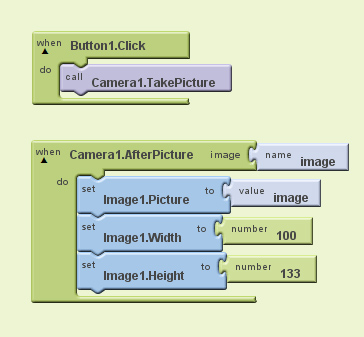 when Button1.Click
do call
Camera1.TakePicture
when Camera1.AfterPicture image name
image
do set to value
Image1.Picture image
set to number
Image1.Width 100
set to number
Image1.Height 133